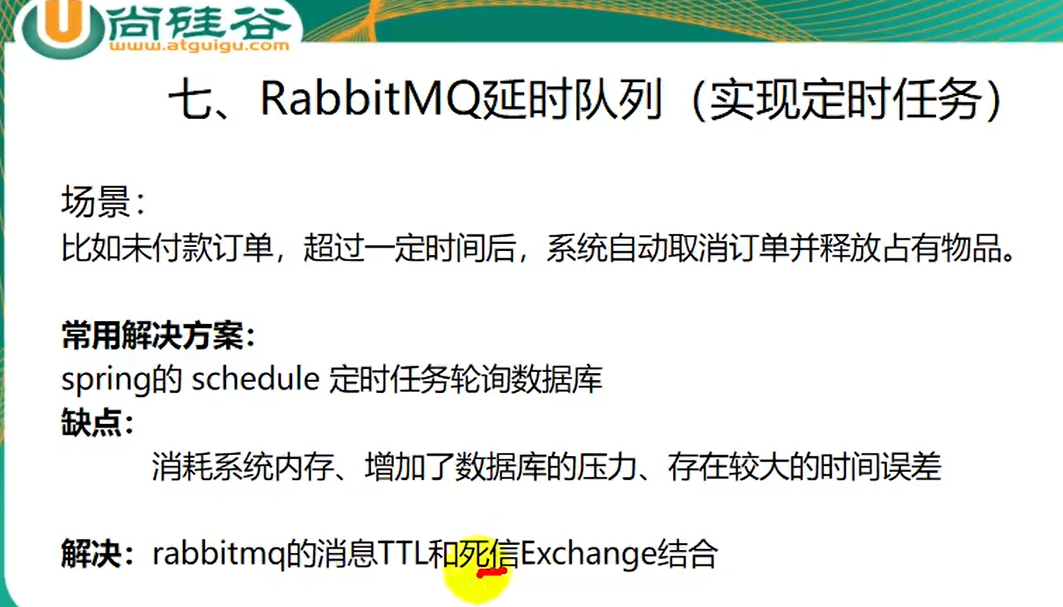 尚硅谷
www.atguigu.com
七、RabbitMQ延时队列（实现定时任务）
场景：
比如未付款订单，超过一定时间后，系统自动取消订单并释放占有物品。
常用解决方案：
spring的 schedule 定时任务轮询数据库
缺点：
消耗系统内存、增加了数据库的压力、存在较大的时间误差
解决：rabbitmq的消息TTL和死信Exchange结合